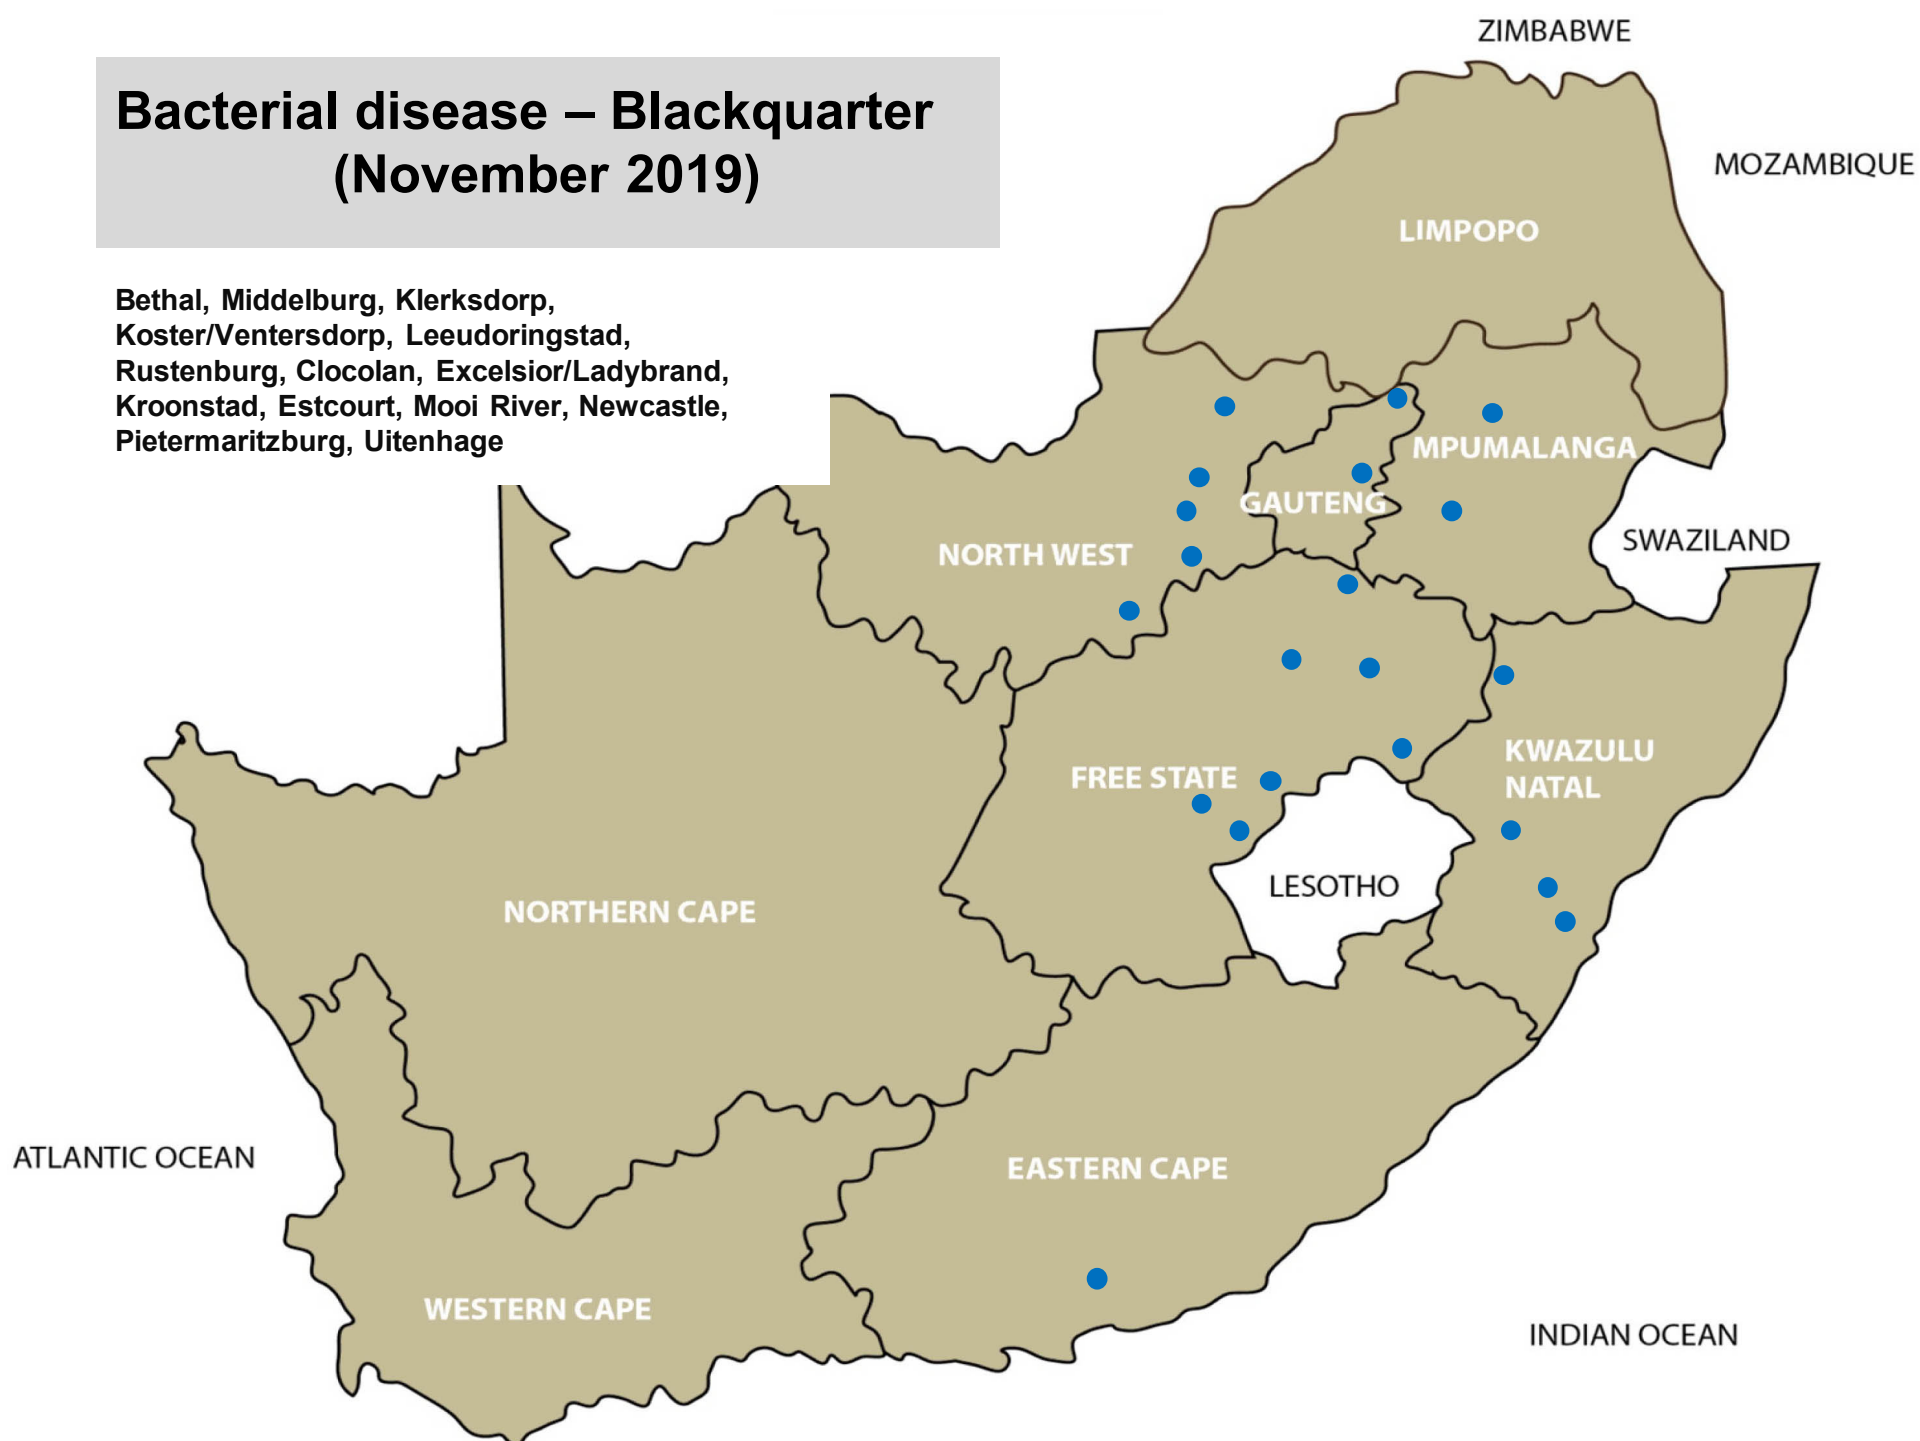 Bacterial disease – Blackquarter
(November 2019)
Bethal, Middelburg, Klerksdorp,
Koster/Ventersdorp, Leeudoringstad,
Rustenburg, Clocolan, Excelsior/Ladybrand,
Kroonstad, Estcourt, Mooi River, Newcastle,
Pietermaritzburg, Uitenhage
ZIMBABWE
MOZAMBIQUE
LIMPOPO
MPUMALANGA
GAUTENG
SWAZILAND
NORTH WEST
KWAZULU
NATAL
FREE STATE
LESOTHO
NORTHERN CAPE
ATLANTIC OCEAN
EASTERN CAPE
WESTERN CAPE
INDIAN OCEAN